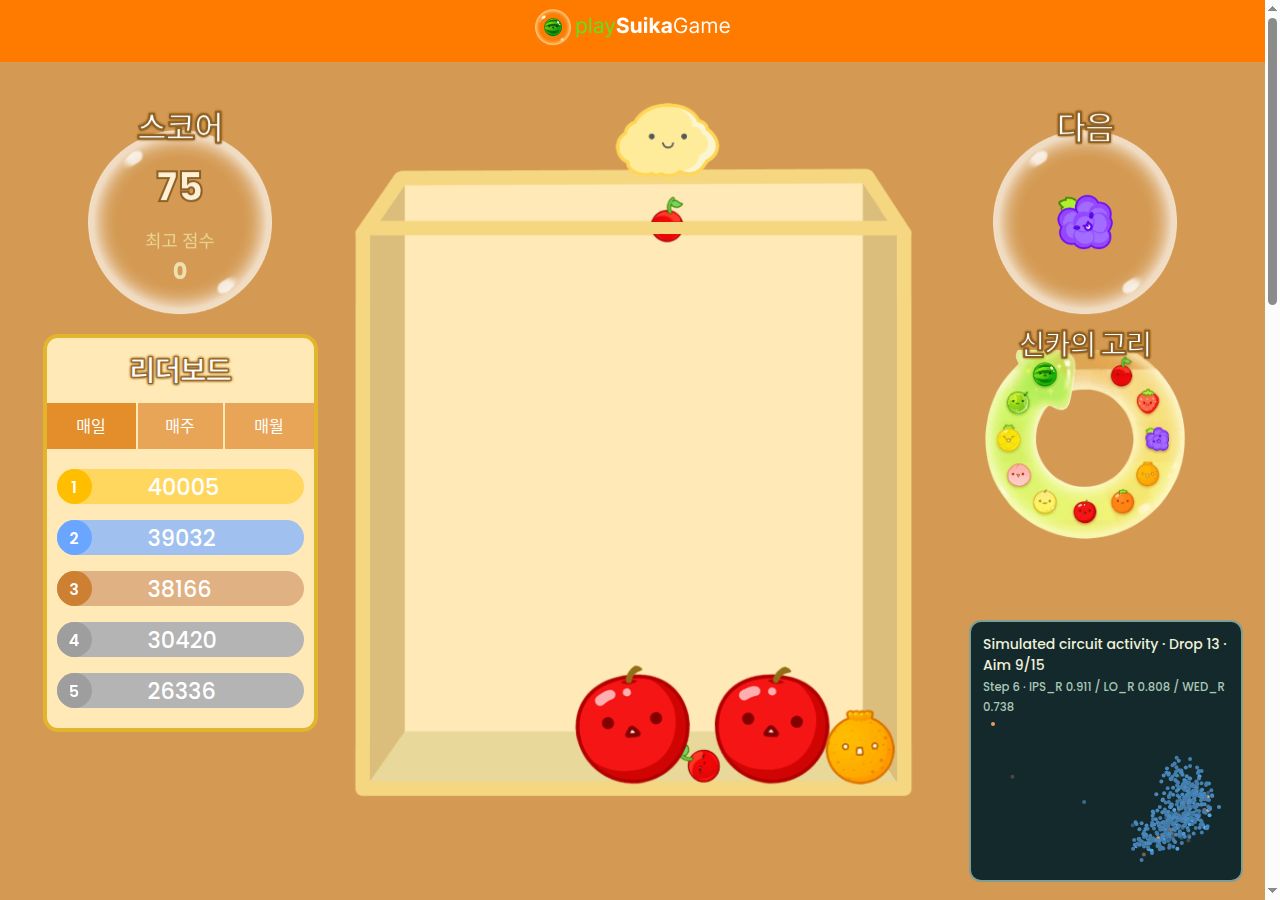 playSuikaGame
스코어
75
최고 점수
0
리더보드
매일 매주 매월
1 40005
2 39032
3 38166
4 30420
5 26336
다음
신카의 고리
Simulated circuit activity · Drop 13 ·
Aim 9/15
Step 6 · IPS_R 0.911 / LO_R 0.808 / WED_R
0.738